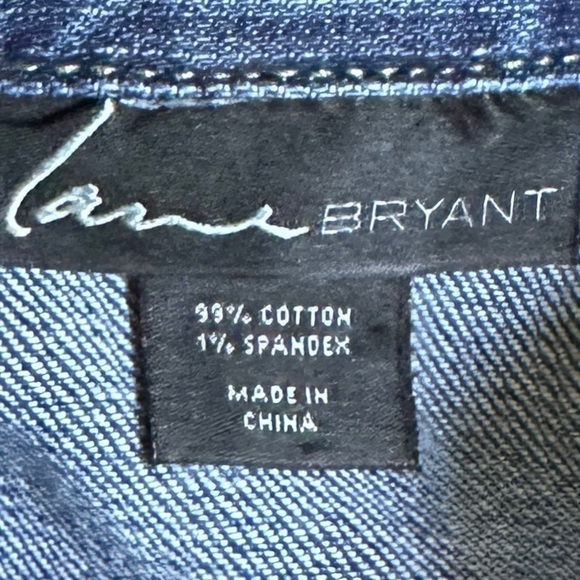 Lane BRYANT
99% COTTON
1% SPANDEX
MADE IN
CHINA